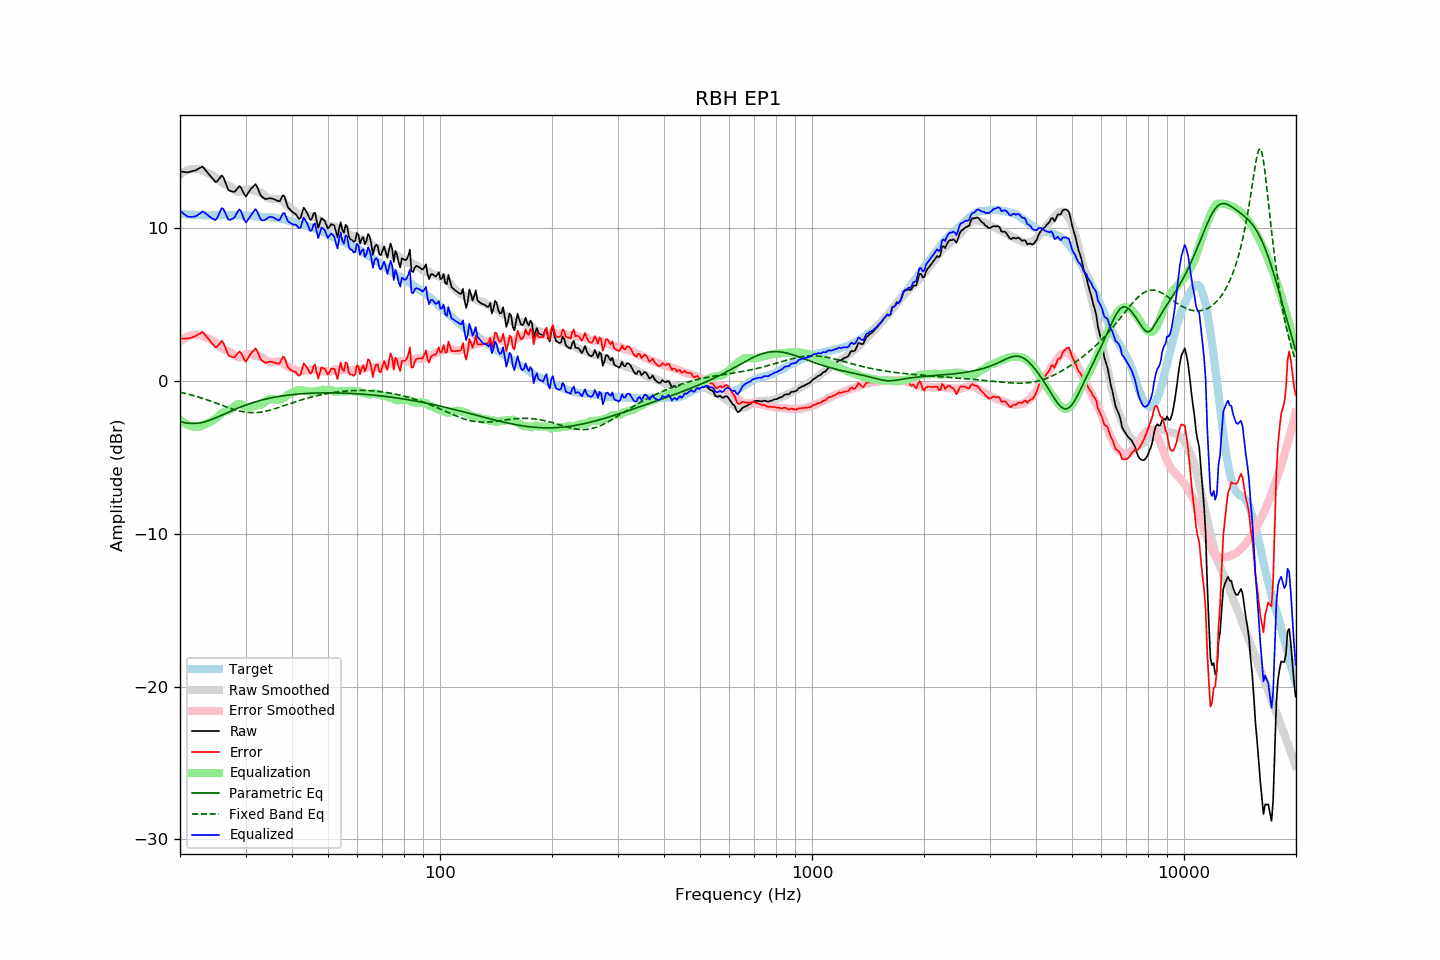 RBH EP1
Amplitude (dBr)
10
0
−10
−20
−30
Target
Raw Smoothed
Error Smoothed
Raw
Error
Equalization
Parametric Eq
Fixed Band Eq
Equalized
100 1000 10000
Frequency (Hz)